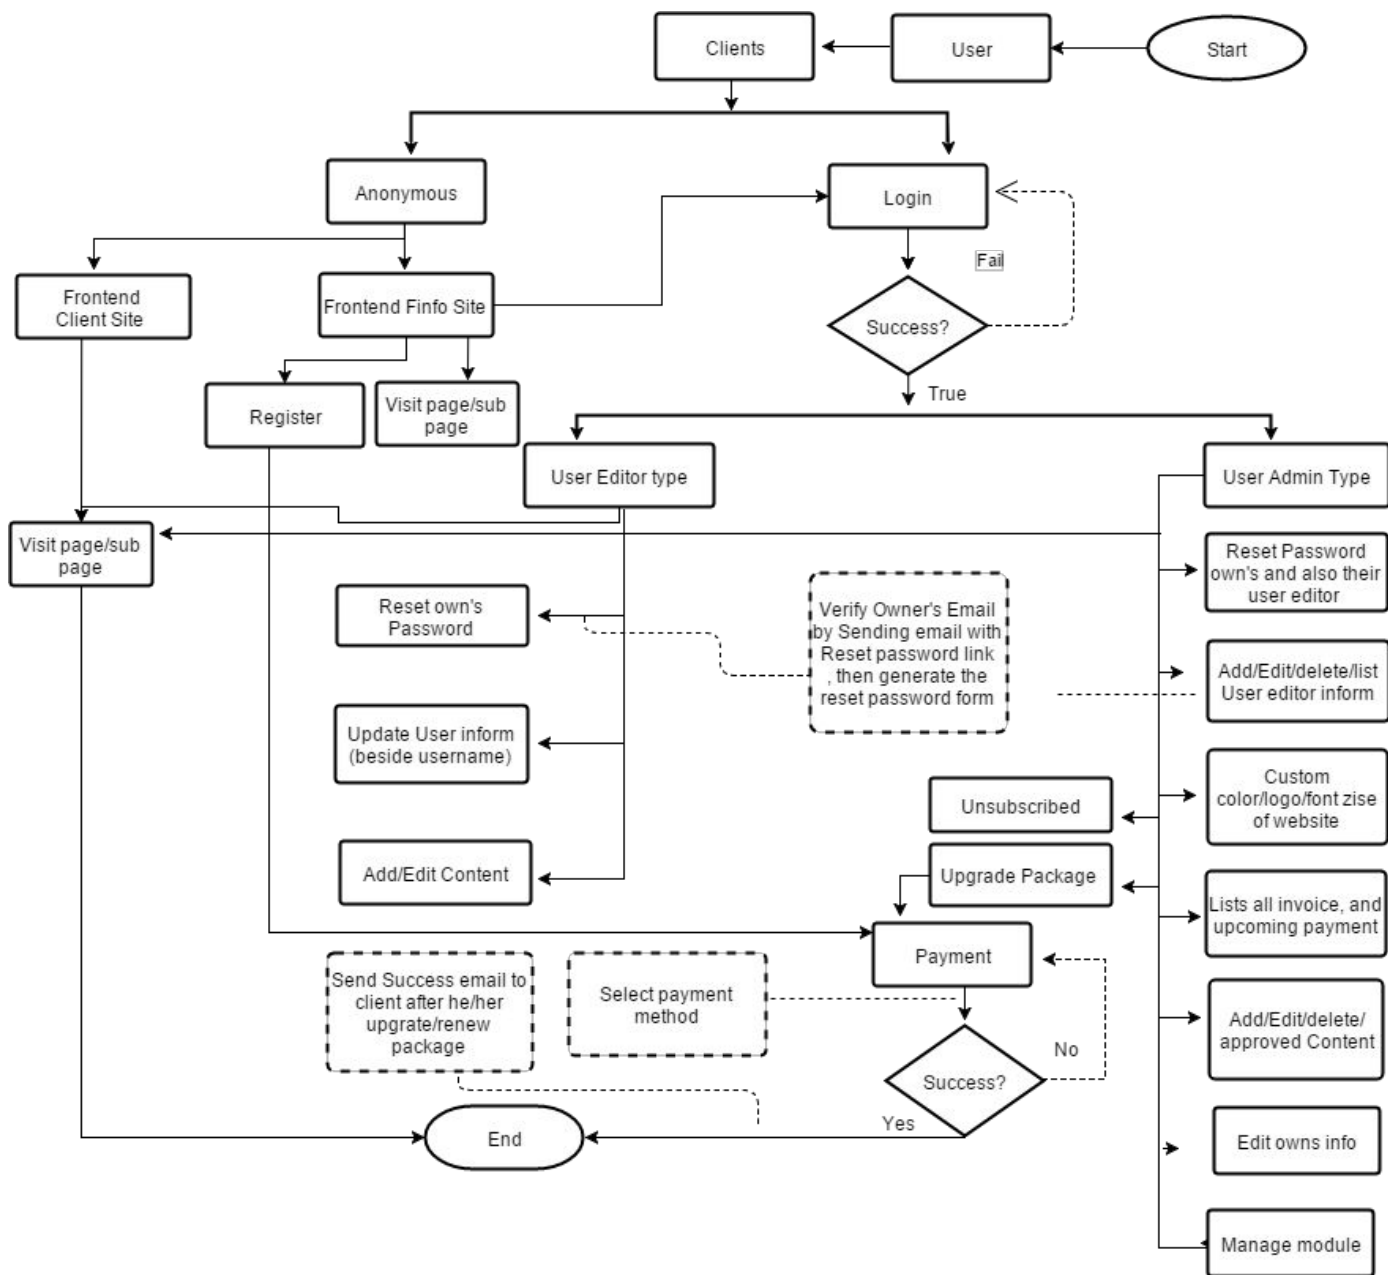 Clients
User
Start
Anonymous
Login
Fail
Frontend
Client Site
Frontend Finfo Site
Success?
True
Register
Visit page/sub
page
User Editor type
User Admin Type
Visit page/sub
page
Reset Password
own's and also their
user editor
Reset own's
Password
Verify Owner's Email
by Sending email with
Reset password link
, then generate the
reset password form
Add/Edit/delete/list
User editor inform
Update User inform
(beside username)
Custom
color/logo/font zise
of website
Unsubscribed
Add/Edit Content
Upgrade Package
Lists all invoice, and
upcoming payment
Payment
Send Success email to
client after he/her
upgrate/renew
package
Select payment
method
Add/Edit/delete/
approved Content
No
Success?
Yes
End
Edit owns info
Manage module